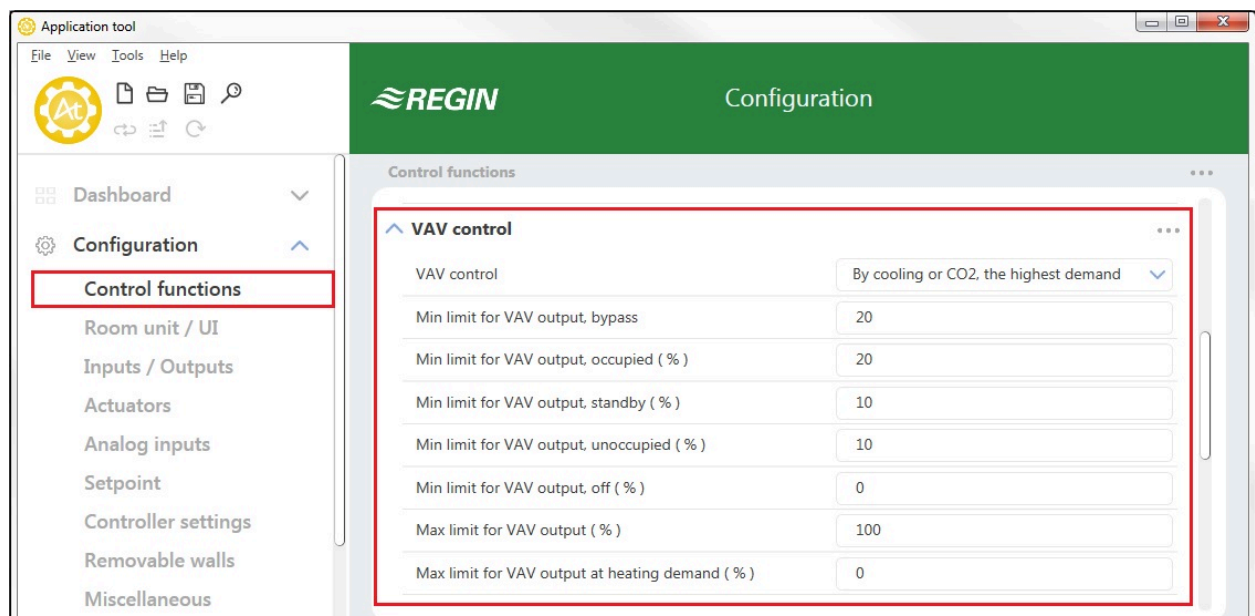 Application tool
File View Tools Help
At
REGIN
Configuration
Dashboard
Configuration
Control functions
Room unit / UI
Inputs / Outputs
Actuators
Analog inputs
Setpoint
Controller settings
Removable walls
Miscellaneous
Control functions
VAV control
VAV control By cooling or CO2, the highest demand
Min limit for VAV output, bypass 20
Min limit for VAV output, occupied ( % ) 20
Min limit for VAV output, standby ( % ) 10
Min limit for VAV output, unoccupied ( % ) 10
Min limit for VAV output, off ( % ) 0
Max limit for VAV output ( % ) 100
Max limit for VAV output at heating demand ( % ) 0